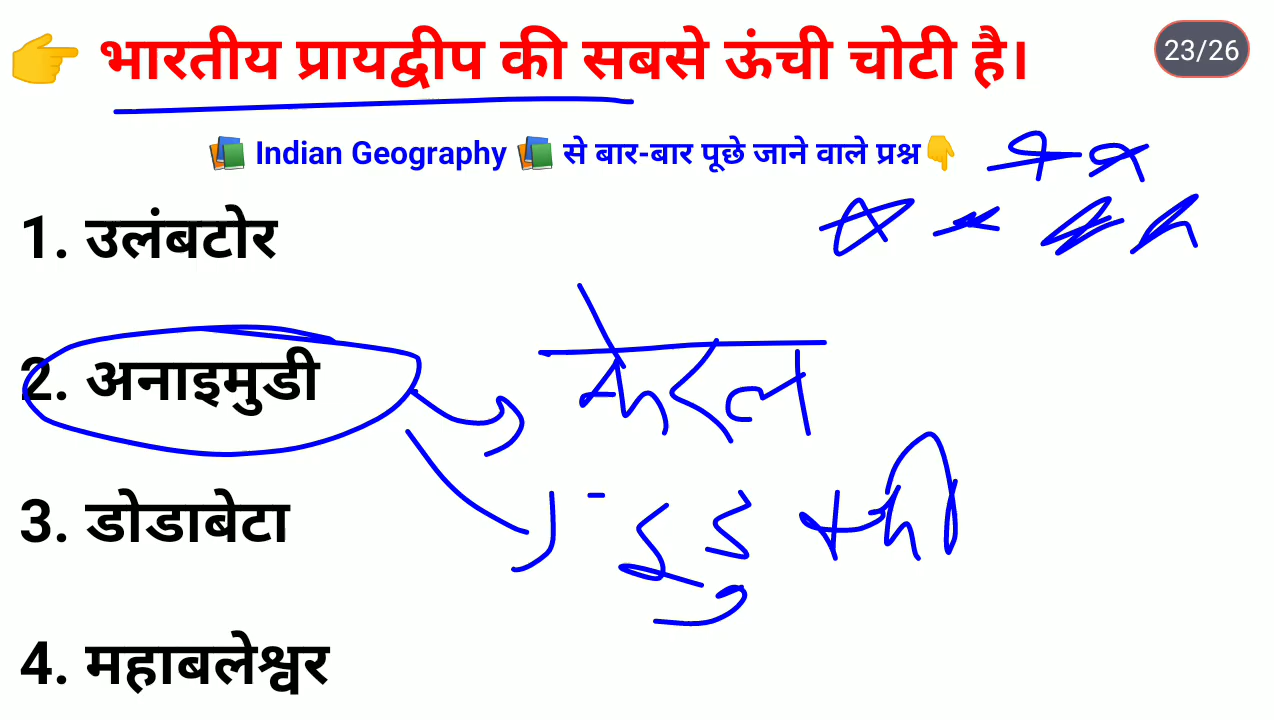 👉 भारतीय प्रायद्वीप की सबसे ऊंची चोटी है।
23/26
📚 Indian Geography 📚 से बार-बार पूछे जाने वाले प्रश्न👇
1. उलंबटोर
2. अनाइमुडी
केरल
3. डोडाबेटा
4. महाबलेश्वर